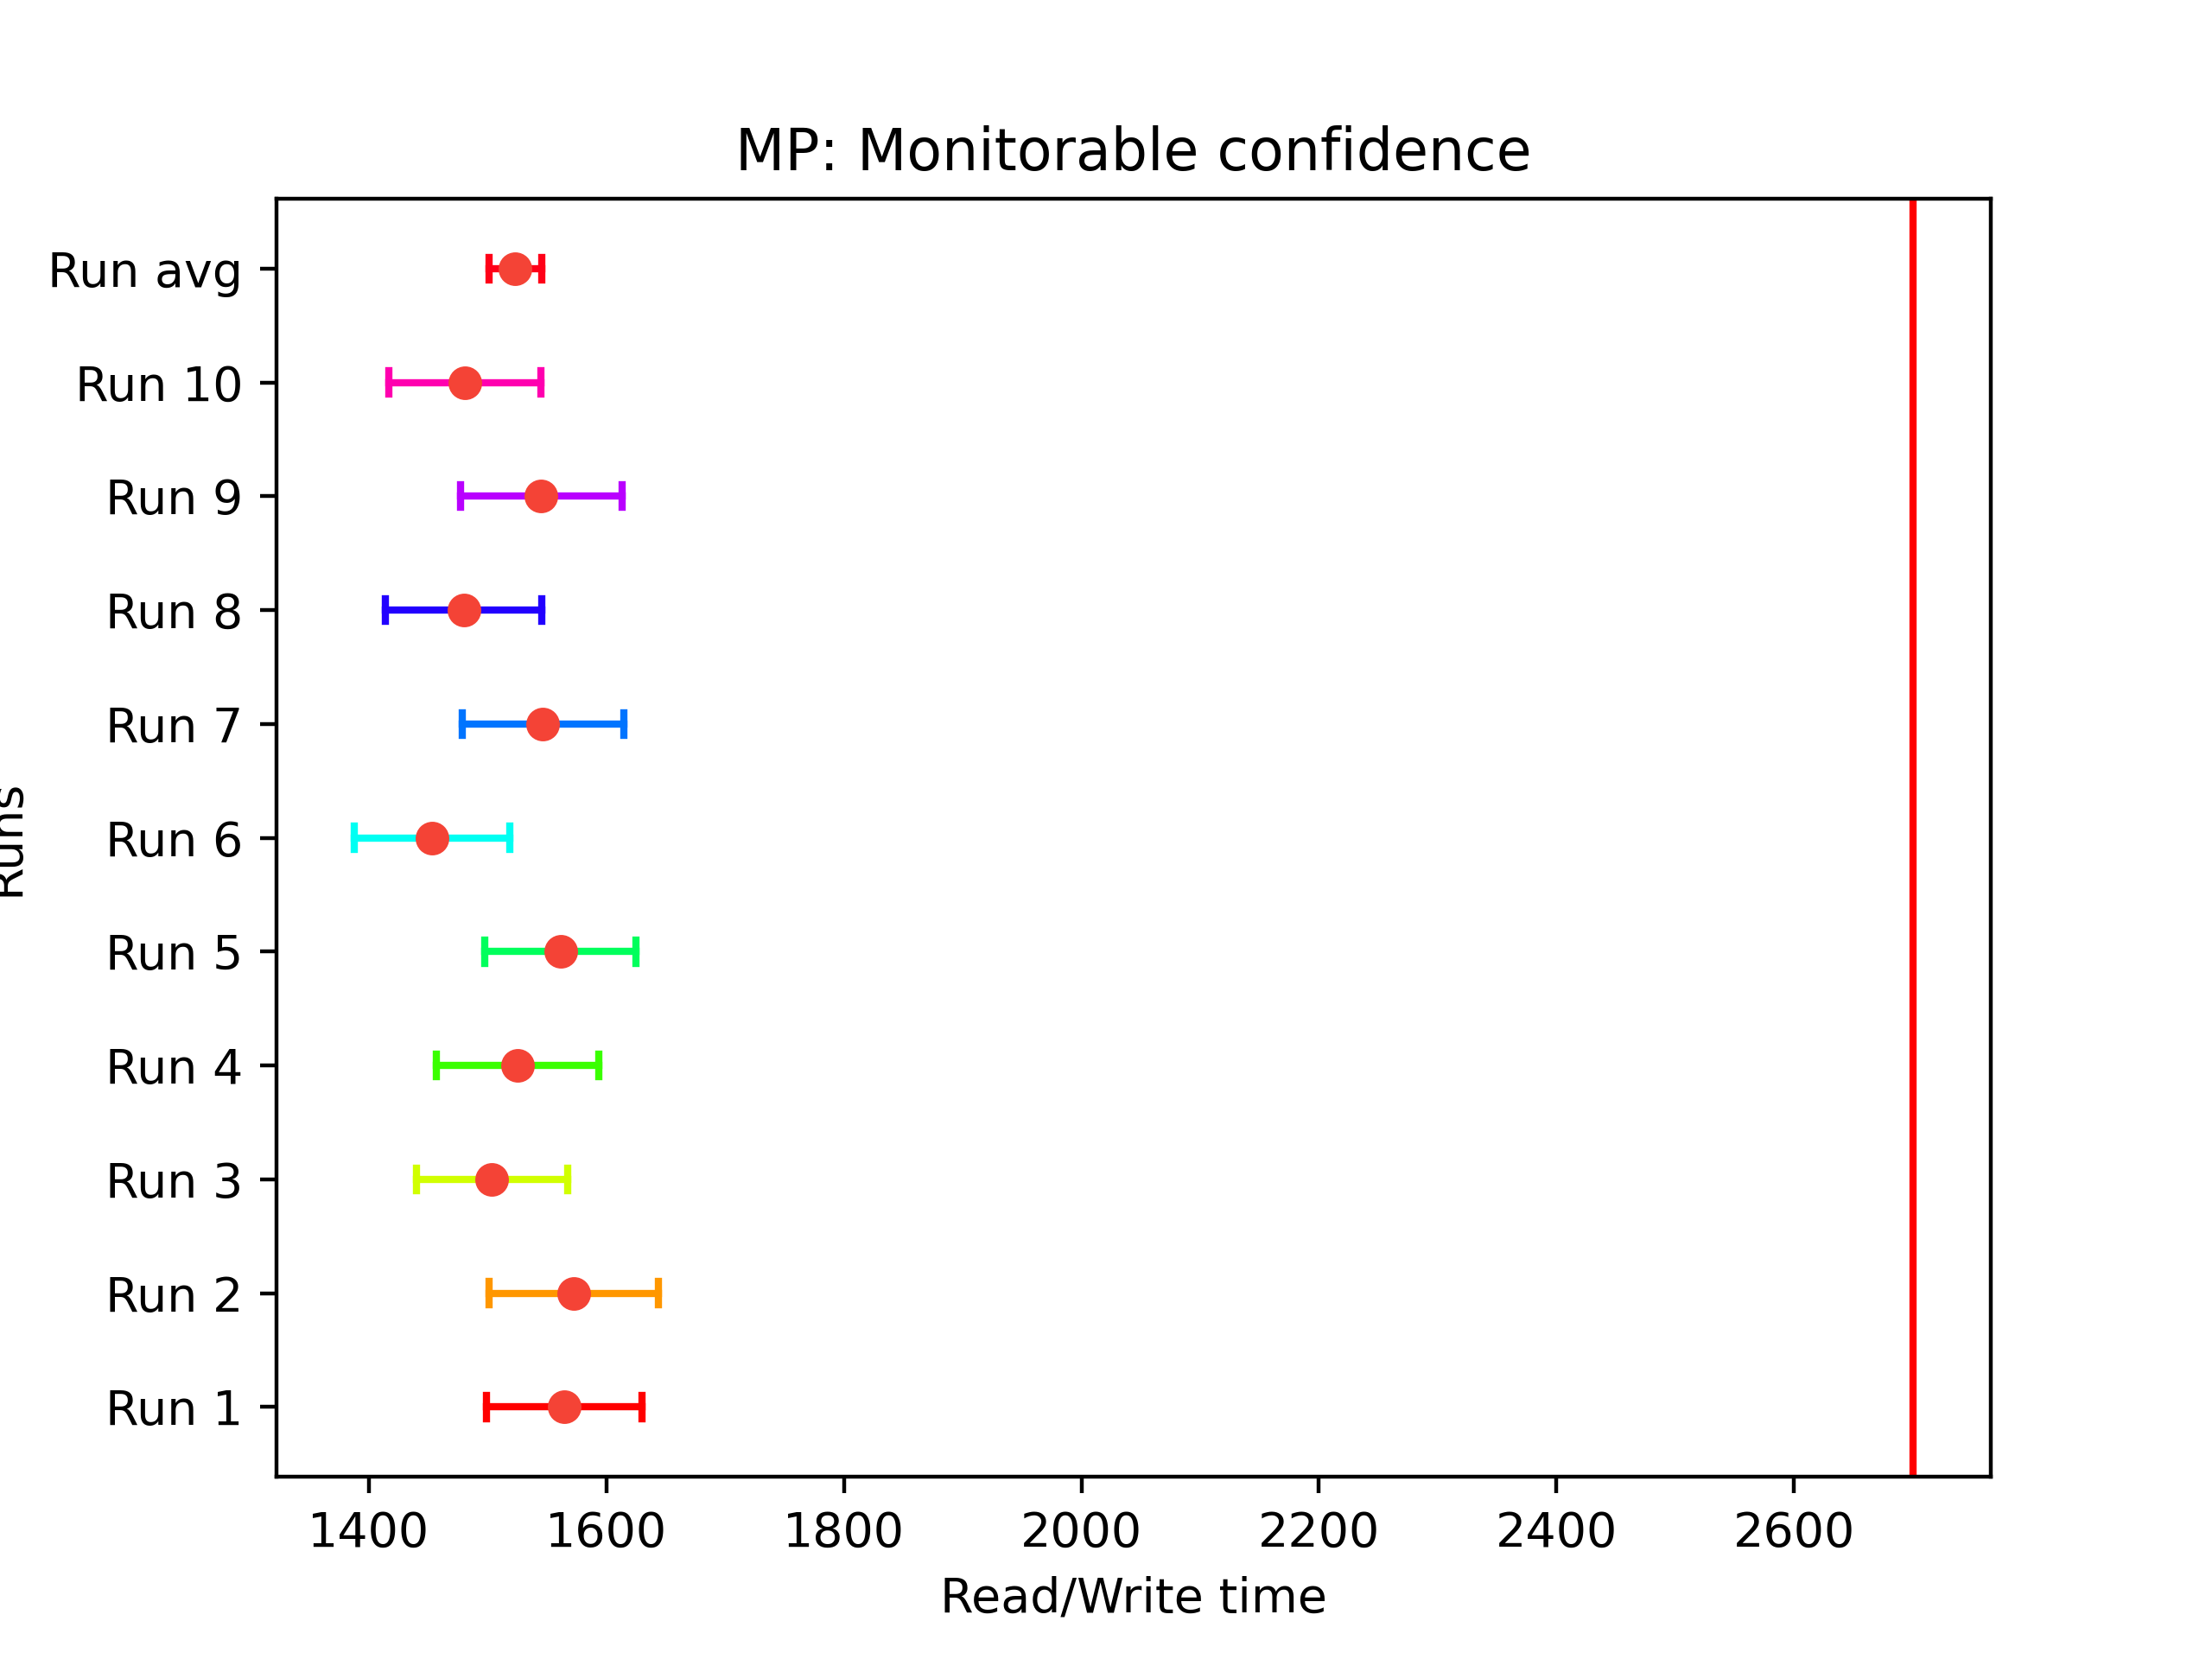 MP: Monitorable confidence
Run avg
Run 10
Run 9
Run 8
Run 7
Run 6
Run 5
Run 4
Run 3
Run 2
Run 1
Runs
1400 1600 1800 2000 2200 2400 2600
Read/Write time